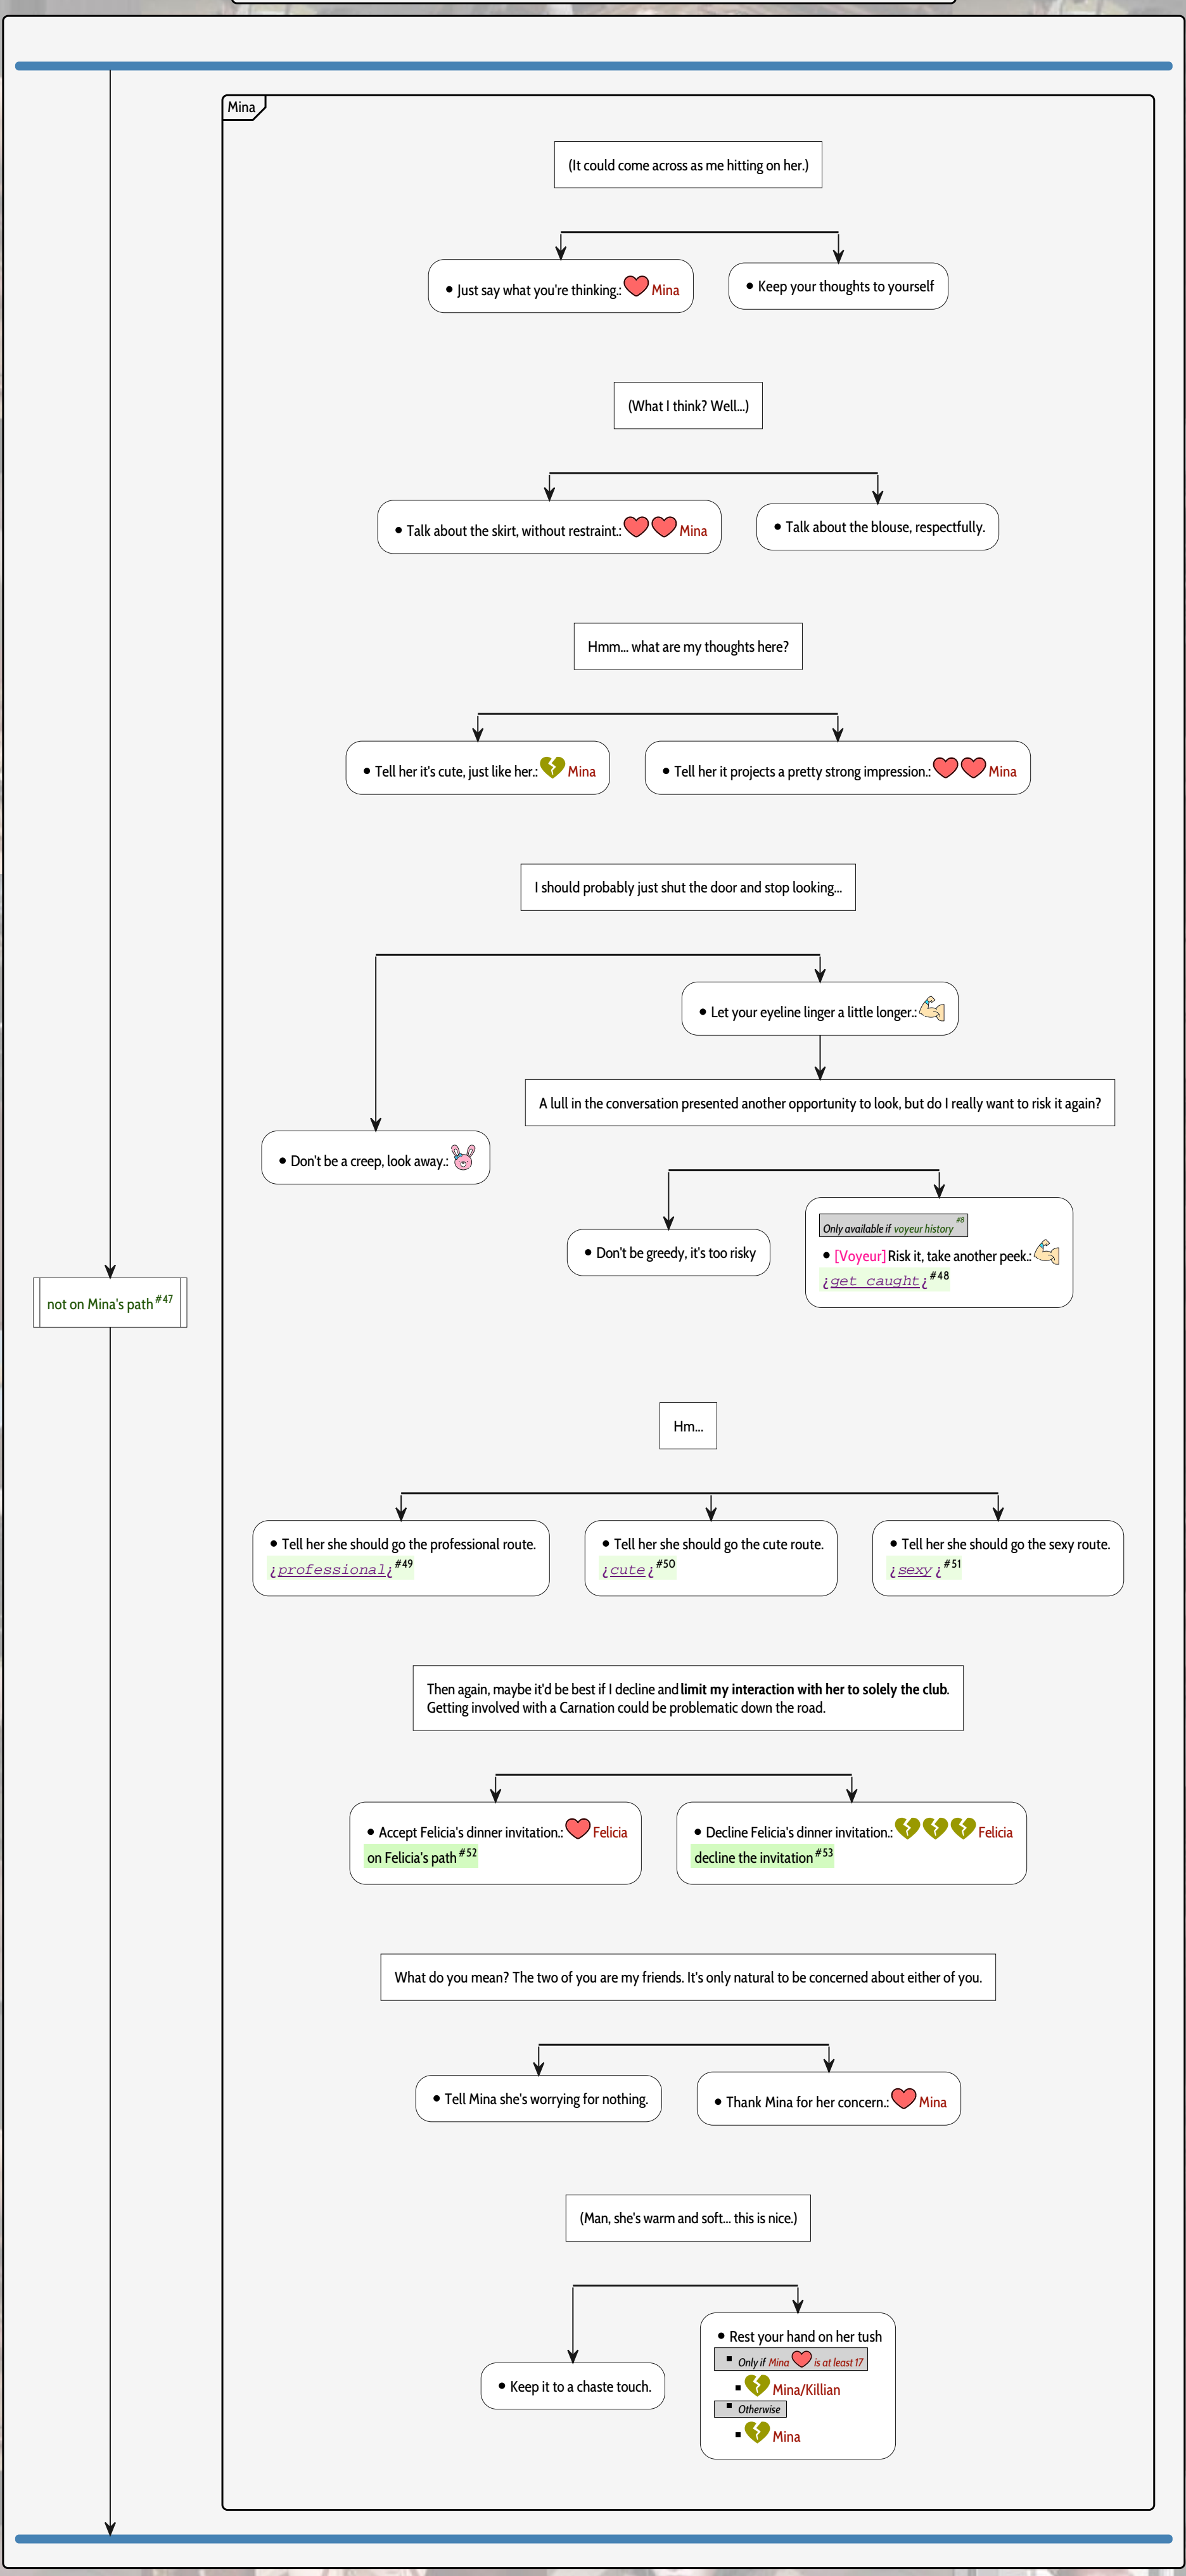 Mina
(It could come across as me hitting on her.)
• Just say what you're thinking.: Mina
• Keep your thoughts to yourself
(What I think? Well...)
• Talk about the skirt, without restraint.: Mina
• Talk about the blouse, respectfully.
Hmm... what are my thoughts here?
• Tell her it's cute, just like her.: Mina
• Tell her it projects a pretty strong impression.: Mina
I should probably just shut the door and stop looking...
• Let your eyeline linger a little longer.:
A lull in the conversation presented another opportunity to look, but do I really want to risk it again?
• Don't be a creep, look away.:
• Don't be greedy, it's too risky
Only available if voyeur history #8
• [Voyeur] Risk it, take another peek.:
¿get caught¿ #48
not on Mina's path #47
Hm...
• Tell her she should go the professional route.
¿professional¿ #49
• Tell her she should go the cute route.
¿cute¿ #50
• Tell her she should go the sexy route.
¿sexy¿ #51
Then again, maybe it'd be best if I decline and limit my interaction with her to solely the club.
Getting involved with a Carnation could be problematic down the road.
• Accept Felicia's dinner invitation.: Felicia
on Felicia's path #52
• Decline Felicia's dinner invitation.: Felicia
decline the invitation #53
What do you mean? The two of you are my friends. It's only natural to be concerned about either of you.
• Tell Mina she's worrying for nothing.
• Thank Mina for her concern.: Mina
(Man, she's warm and soft... this is nice.)
• Keep it to a chaste touch.
• Rest your hand on her tush
▪ Only if Mina is at least 17
▪ Mina/Killian
▪ Otherwise
▪ Mina